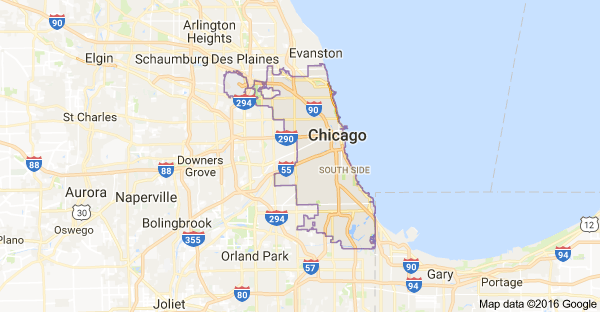 90
Arlington
Heights
Evanston
Elgin
Schaumburg
Des Plaines
294
90
St Charles
Chicago
290
88
88
Downers
Grove
55
SOUTH SIDE
Aurora
Naperville
30
Bolingbrook
294
Oswego
12
Plano
355
Orland Park
94
57
90
Gary
94
Portage
80
Joliet
Map data ©2016 Google